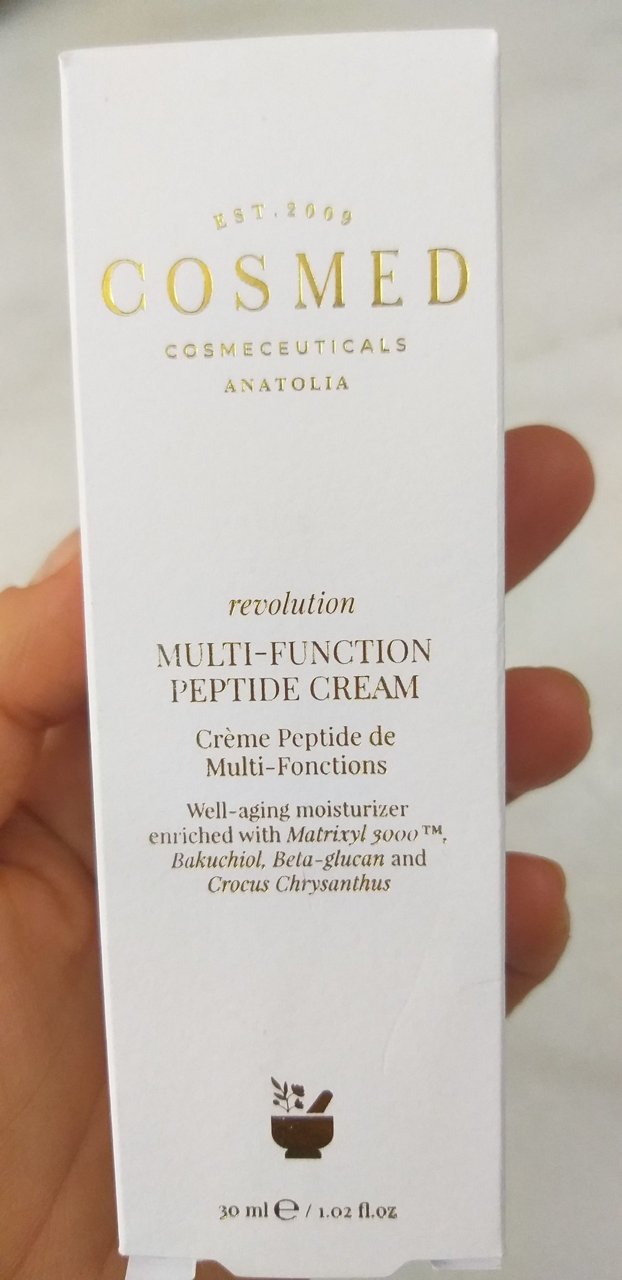 EST. 2009
COSMED
COSMECEUTICALS
ANATOLIA
revolution
MULTI-FUNCTION
PEPTIDE CREAM
Crème Peptide de
Multi-Fonctions
Well-aging moisturizer
enriched with Matrixyl 3000™,
Bakuchiol, Beta-glucan and
Crocus Chrysanthus
30 ml ℮ / 1.02 fl.oz